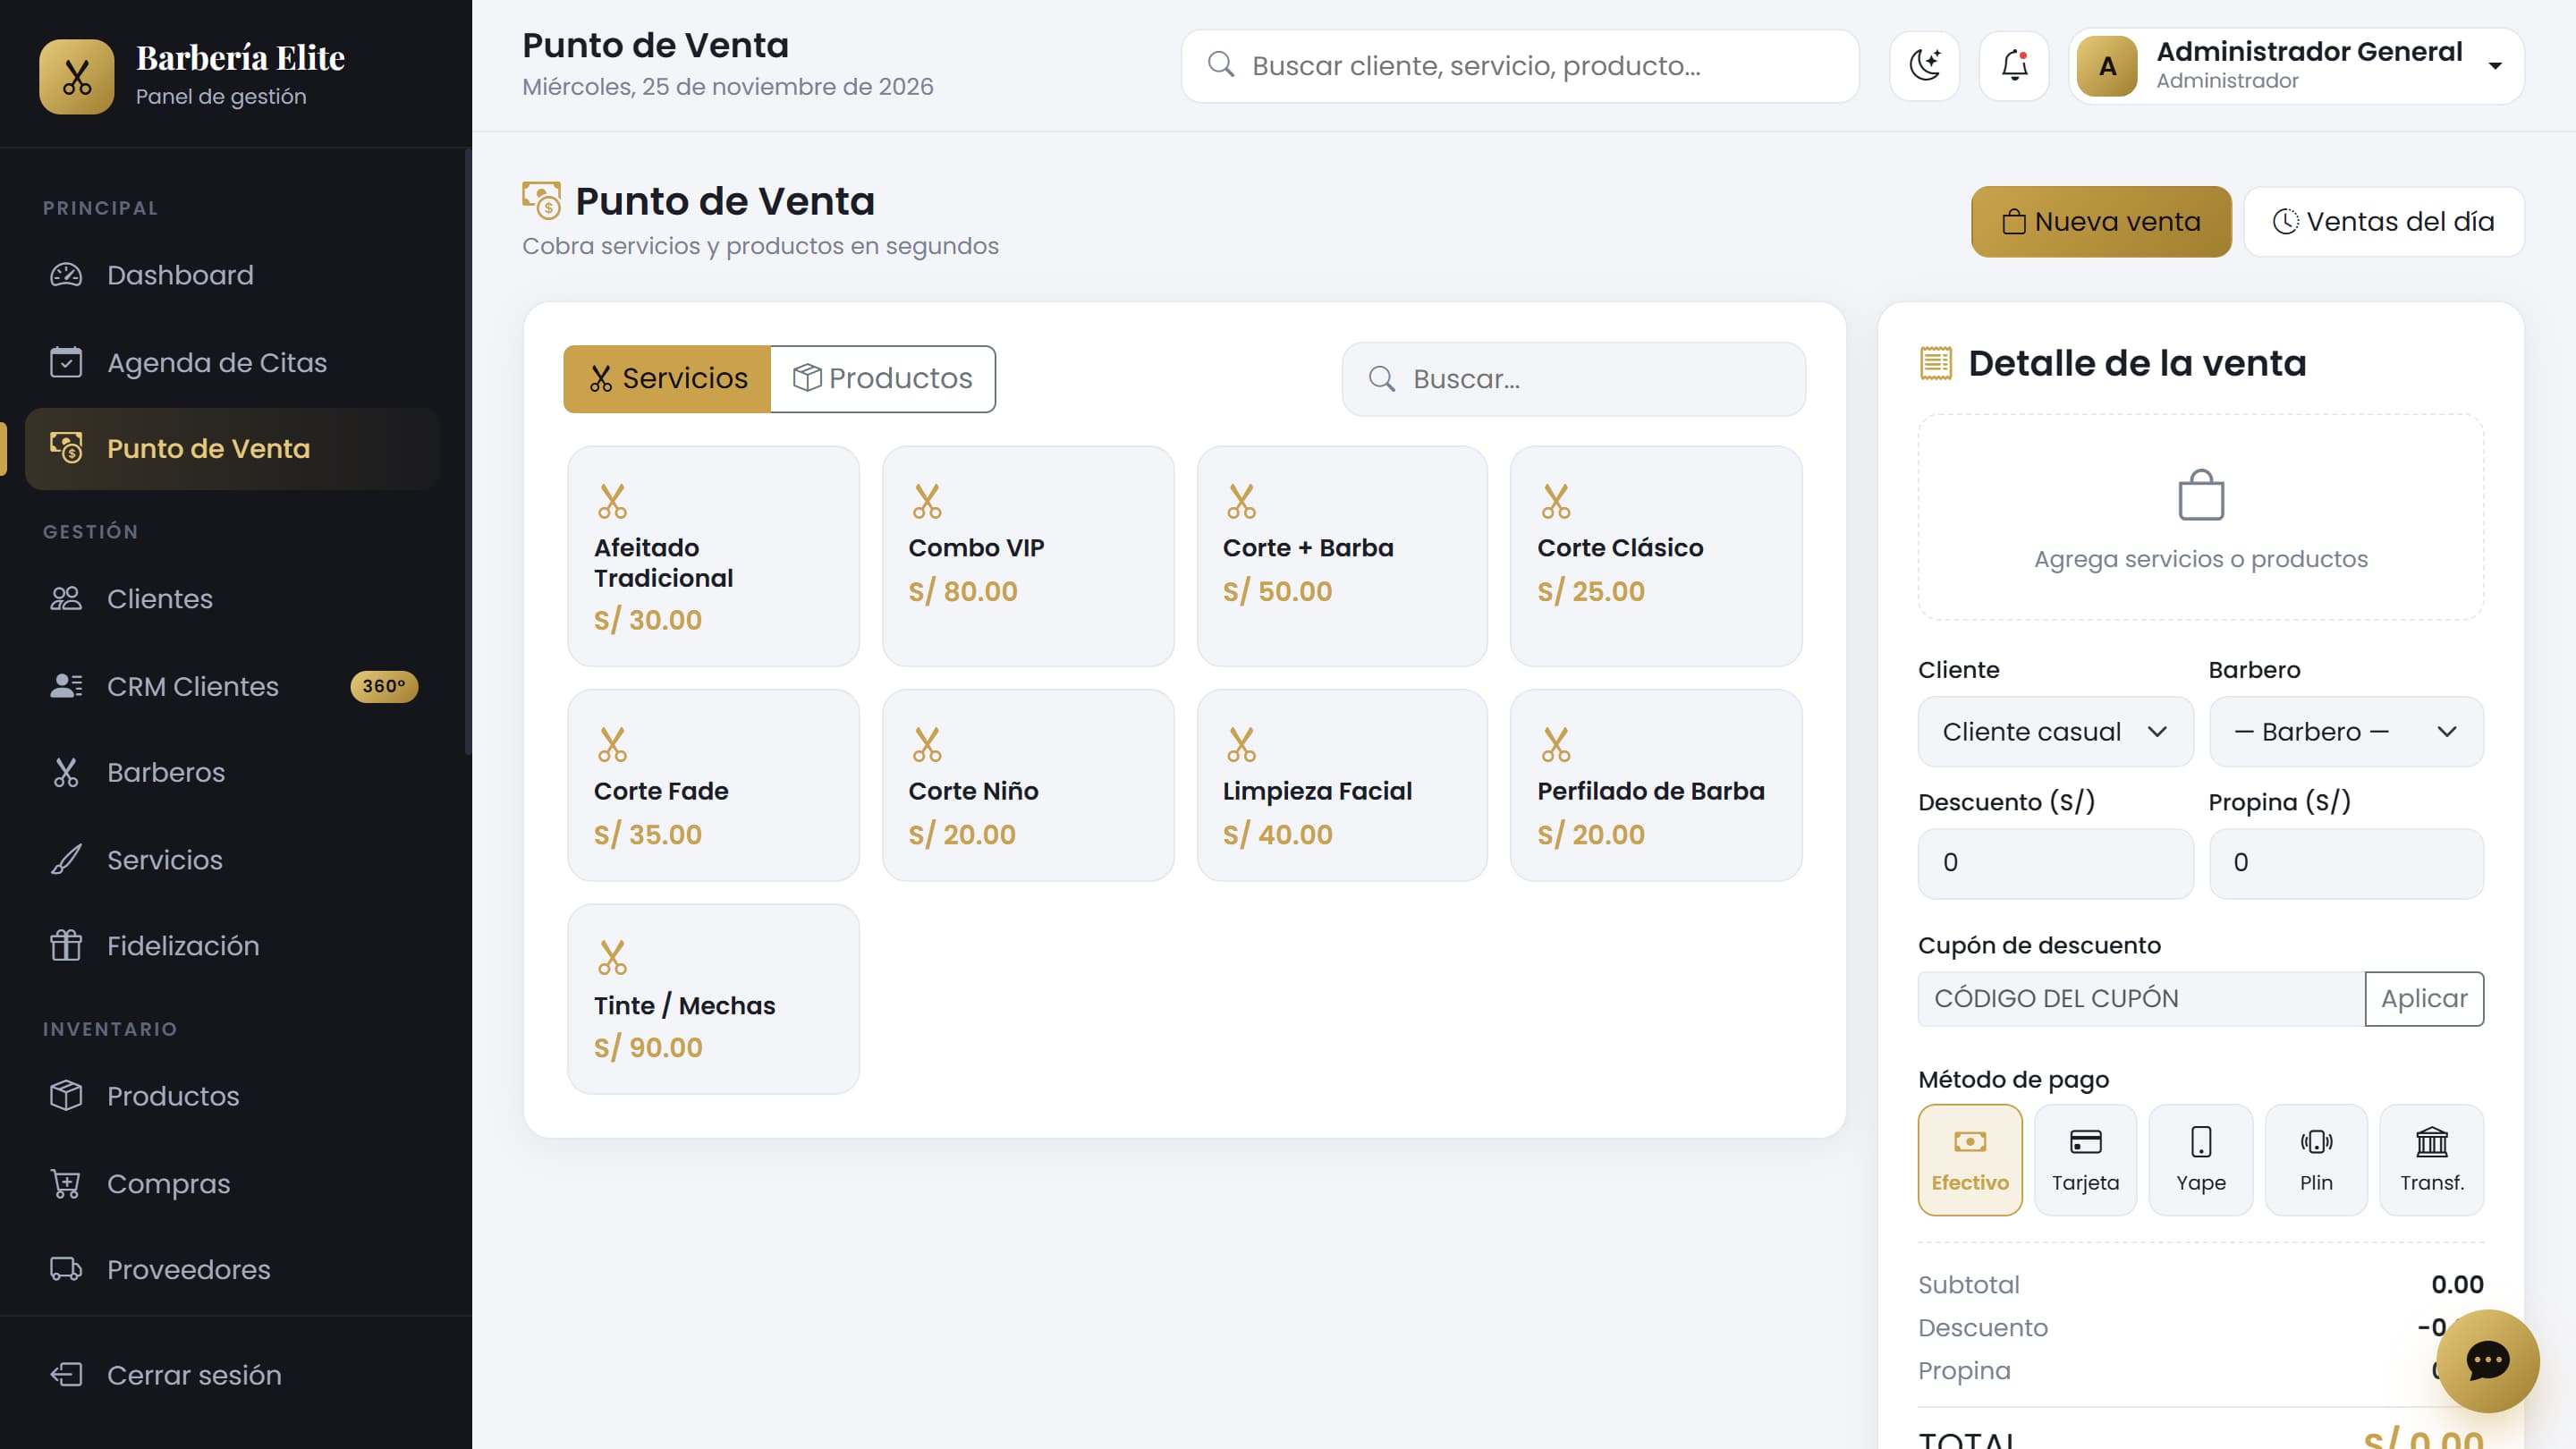 Barbería Elite
Panel de gestión
PRINCIPAL
Dashboard
Agenda de Citas
Punto de Venta
GESTIÓN
Clientes
CRM Clientes 360°
Barberos
Servicios
Fidelización
INVENTARIO
Productos
Compras
Proveedores
Cerrar sesión
Punto de Venta
Miércoles, 25 de noviembre de 2026
Buscar cliente, servicio, producto...
A
Administrador General
Administrador
Punto de Venta
Cobra servicios y productos en segundos
Nueva venta
Ventas del día
Servicios
Productos
Buscar...
Afeitado
Tradicional
S/ 30.00
Combo VIP
S/ 80.00
Corte + Barba
S/ 50.00
Corte Clásico
S/ 25.00
Corte Fade
S/ 35.00
Corte Niño
S/ 20.00
Limpieza Facial
S/ 40.00
Perfilado de Barba
S/ 20.00
Tinte / Mechas
S/ 90.00
Detalle de la venta
Agrega servicios o productos
Cliente
Cliente casual
Barbero
— Barbero —
Descuento (S/)
0
Propina (S/)
0
Cupón de descuento
CÓDIGO DEL CUPÓN
Aplicar
Método de pago
Efectivo
Tarjeta
Yape
Plin
Transf.
Subtotal 0.00
Descuento
Propina
TOTAL S/ 0.00